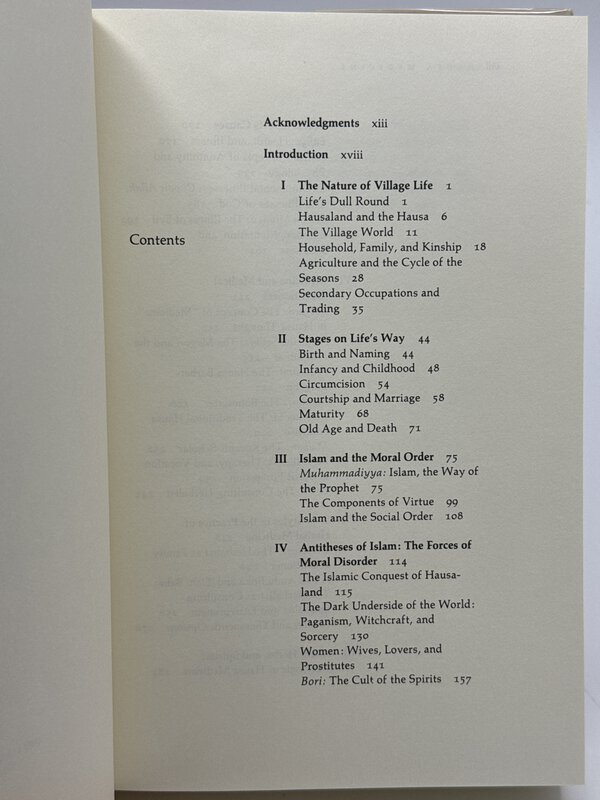 Contents
Acknowledgments xiii
Introduction xviii
I The Nature of Village Life 1
Life's Dull Round 1
Hausaland and the Hausa 6
The Village World 11
Household, Family, and Kinship 18
Agriculture and the Cycle of the
Seasons 28
Secondary Occupations and
Trading 35
II Stages on Life's Way 44
Birth and Naming 44
Infancy and Childhood 48
Circumcision 54
Courtship and Marriage 58
Maturity 68
Old Age and Death 71
III Islam and the Moral Order 75
Muhammadiyya: Islam, the Way of
the Prophet 75
The Components of Virtue 99
Islam and the Social Order 108
IV Antitheses of Islam: The Forces of
Moral Disorder 114
The Islamic Conquest of Hausa-
land 115
The Dark Underside of the World:
Paganism, Witchcraft, and
Sorcery 130
Women: Wives, Lovers, and
Prostitutes 141
Bori: The Cult of the Spirits 157